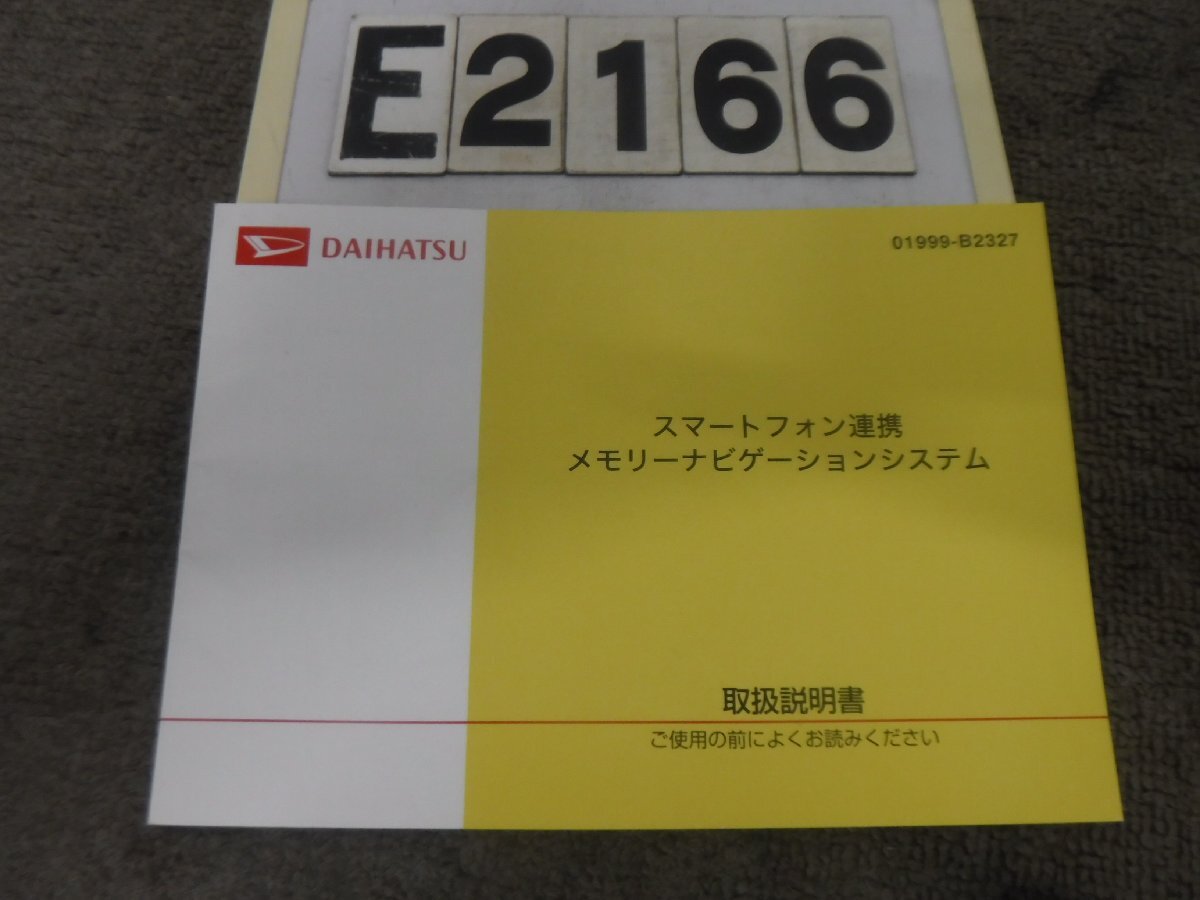 E2166
DAIHATSU
01999-B2327
スマートフォン連携
メモリーナビゲーションシステム
取扱説明書
ご使用の前によくお読みください